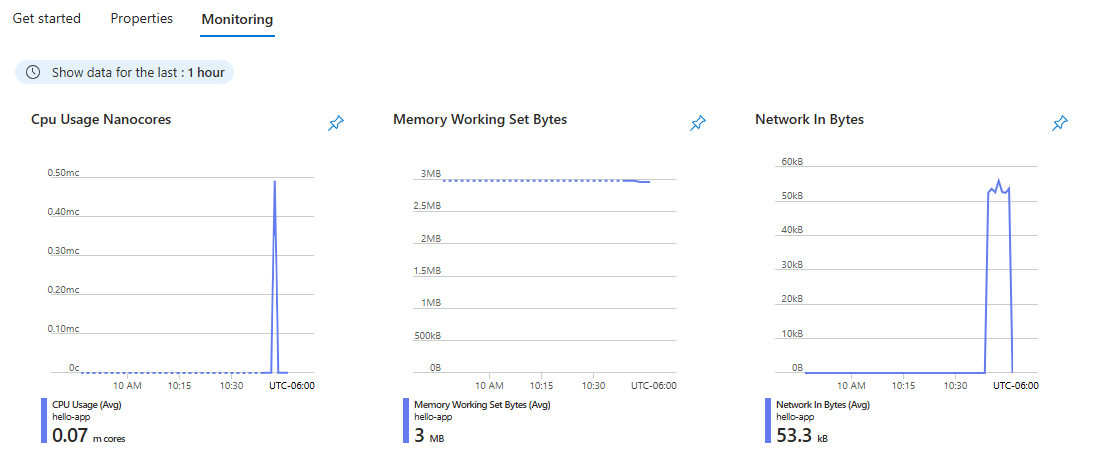 Get started Properties Monitoring
Show data for the last : 1 hour
Cpu Usage Nanocores
0.50mc
0.40mc
0.30mc
0.20mc
0.10mc
0c
10 AM 10:15 10:30 UTC-06:00
CPU Usage (Avg)
hello-app
0.07 m cores
Memory Working Set Bytes
3MB
2.5MB
2MB
1.5MB
1MB
500kB
0B
10 AM 10:15 10:30 UTC-06:00
Memory Working Set Bytes (Avg)
hello-app
3 MB
Network In Bytes
60kB
50kB
40kB
30kB
20kB
10kB
0B
10 AM 10:15 10:30 UTC-06:00
Network In Bytes (Avg)
hello-app
53.3 kB